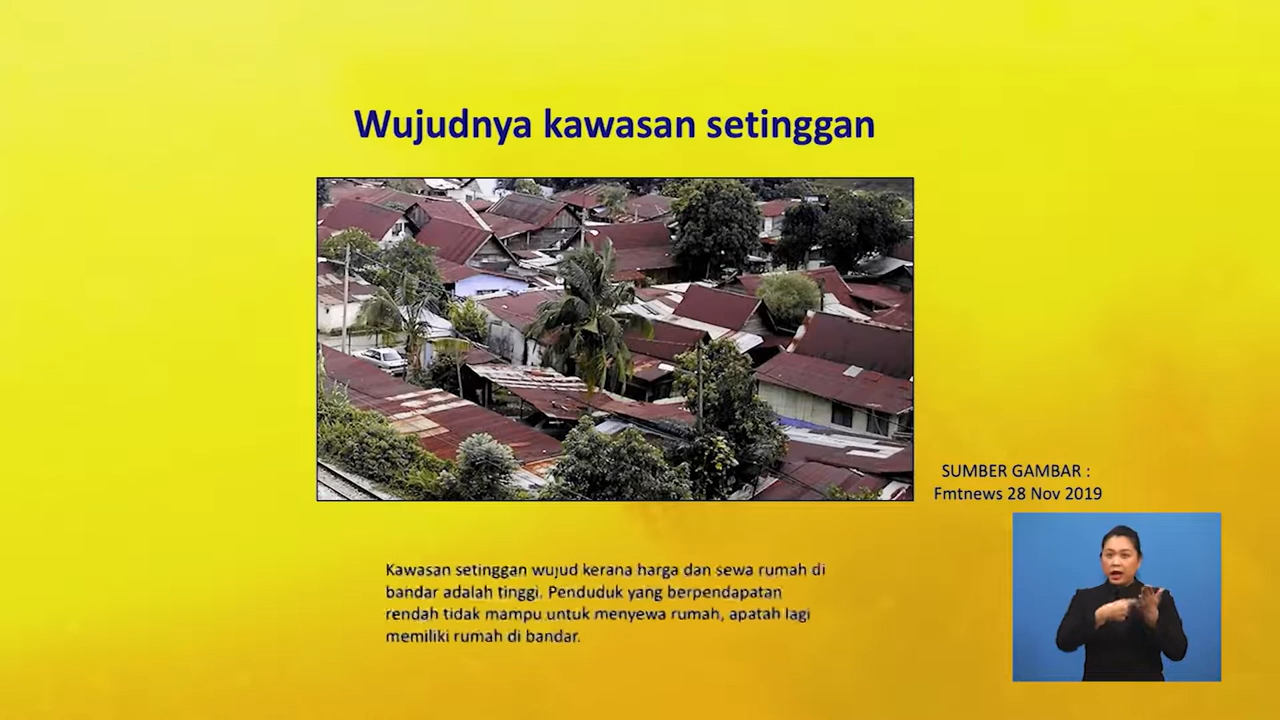 Wujudnya kawasan setinggan
SUMBER GAMBAR :
Fmtnews 28 Nov 2019
Kawasan setinggan wujud kerana harga dan sewa rumah di
bandar adalah tinggi. Penduduk yang berpendapatan
rendah tidak mampu untuk menyewa rumah, apatah lagi
memiliki rumah di bandar.